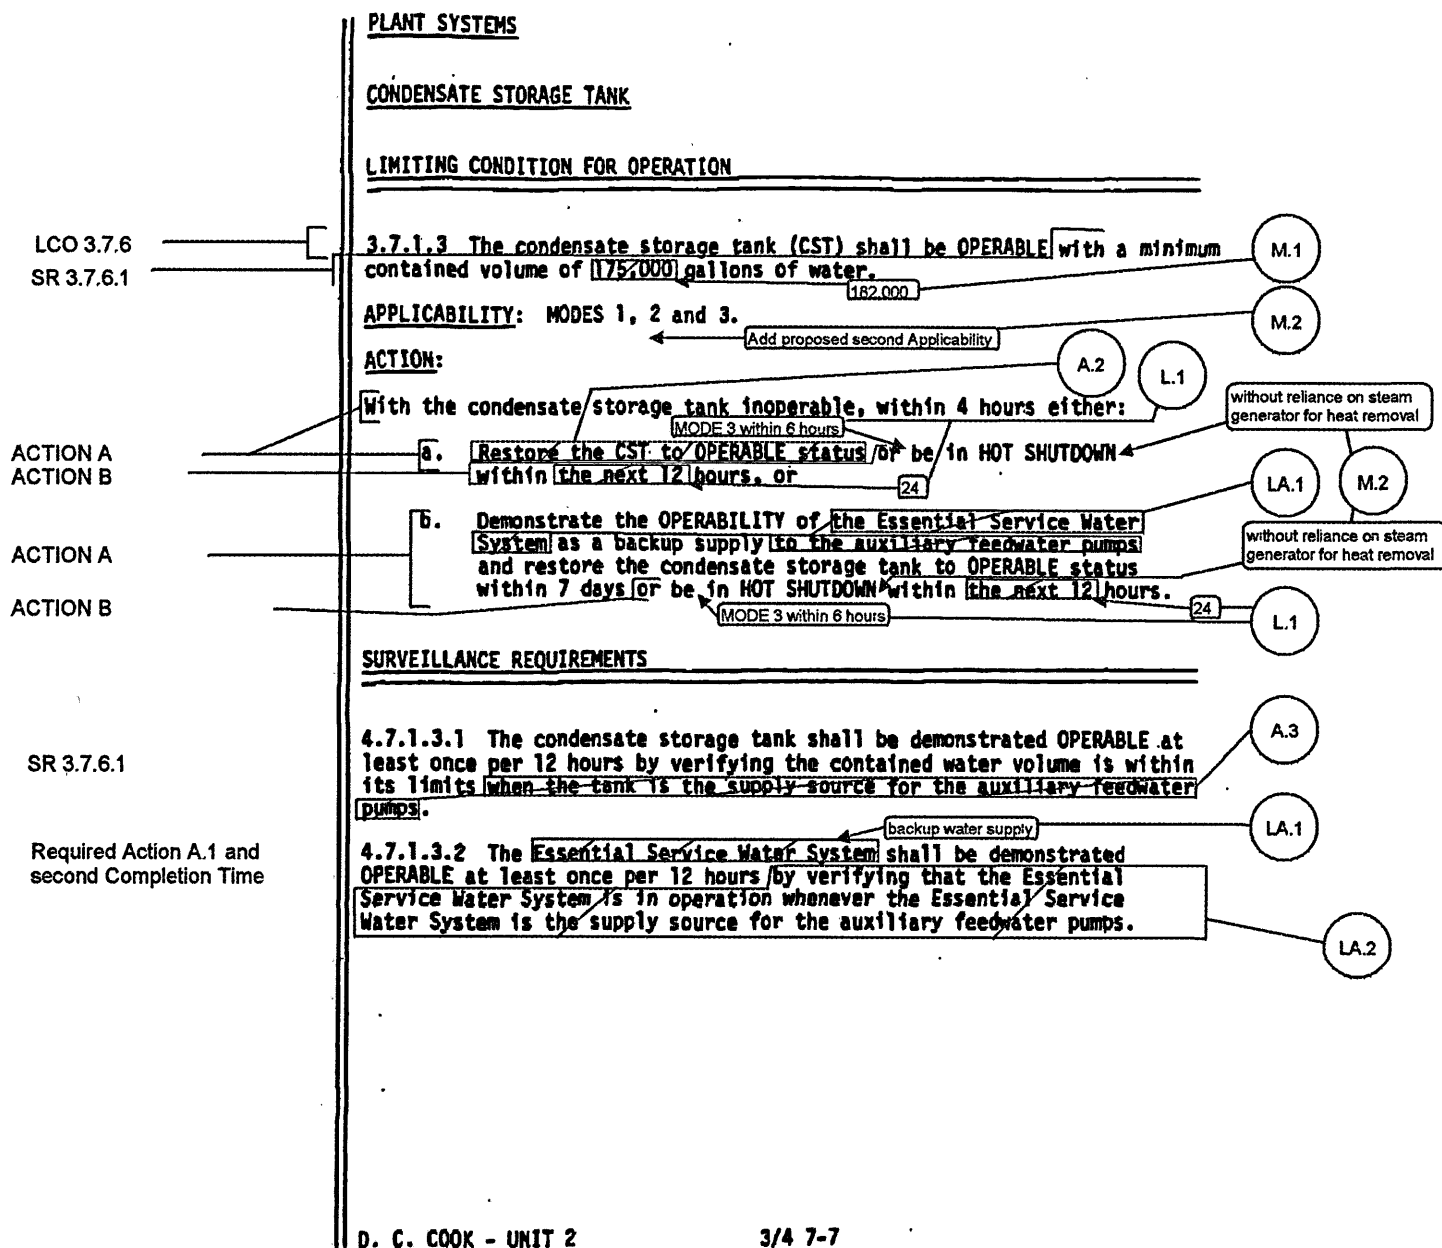 PLANT SYSTEMS
CONDENSATE STORAGE TANK
LIMITING CONDITION FOR OPERATION
LCO 3.7.6
SR 3.7.6.1
3.7.1.3 The condensate storage tank (CST) shall be OPERABLE with a minimum
contained volume of 175,000 gallons of water.
182,000
M.1
APPLICABILITY: MODES 1, 2 and 3.
Add proposed second Applicability
M.2
ACTION:
A.2
L.1
With the condensate storage tank inoperable, within 4 hours either:
MODE 3 within 6 hours
without reliance on steam
generator for heat removal
ACTION A
ACTION B
a. Restore the CST to OPERABLE status or be in HOT SHUTDOWN
within the next 12 hours, or
24
LA.1
M.2
b. Demonstrate the OPERABILITY of the Essential Service Water
System as a backup supply to the auxiliary feedwater pumps
and restore the condensate storage tank to OPERABLE status
within 7 days or be in HOT SHUTDOWN within the next 12 hours.
without reliance on steam
generator for heat removal
ACTION A
ACTION B
MODE 3 within 6 hours
24
L.1
SURVEILLANCE REQUIREMENTS
A.3
SR 3.7.6.1
4.7.1.3.1 The condensate storage tank shall be demonstrated OPERABLE at
least once per 12 hours by verifying the contained water volume is within
its limits when the tank is the supply source for the auxiliary feedwater
pumps.
backup water supply
LA.1
Required Action A.1 and
second Completion Time
4.7.1.3.2 The Essential Service Water System shall be demonstrated
OPERABLE at least once per 12 hours by verifying that the Essential
Service Water System is in operation whenever the Essential Service
Water System is the supply source for the auxiliary feedwater pumps.
LA.2
D. C. COOK - UNIT 2
3/4 7-7